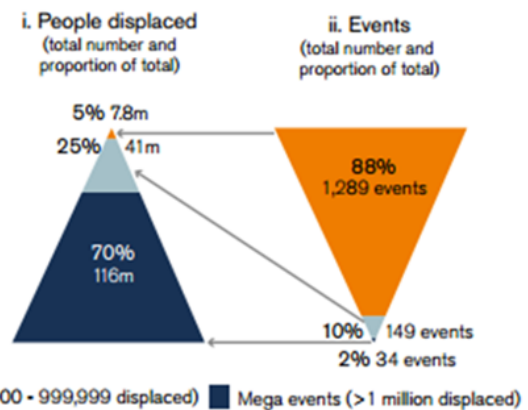 i. People displaced
(total number and
proportion of total)
ii. Events
(total number and
proportion of total)
5% 7.8m
25% 41m
70%
116m
88%
1,289 events
10% 149 events
2% 34 events
00 - 999,999 displaced) Mega events (>1 million displaced)